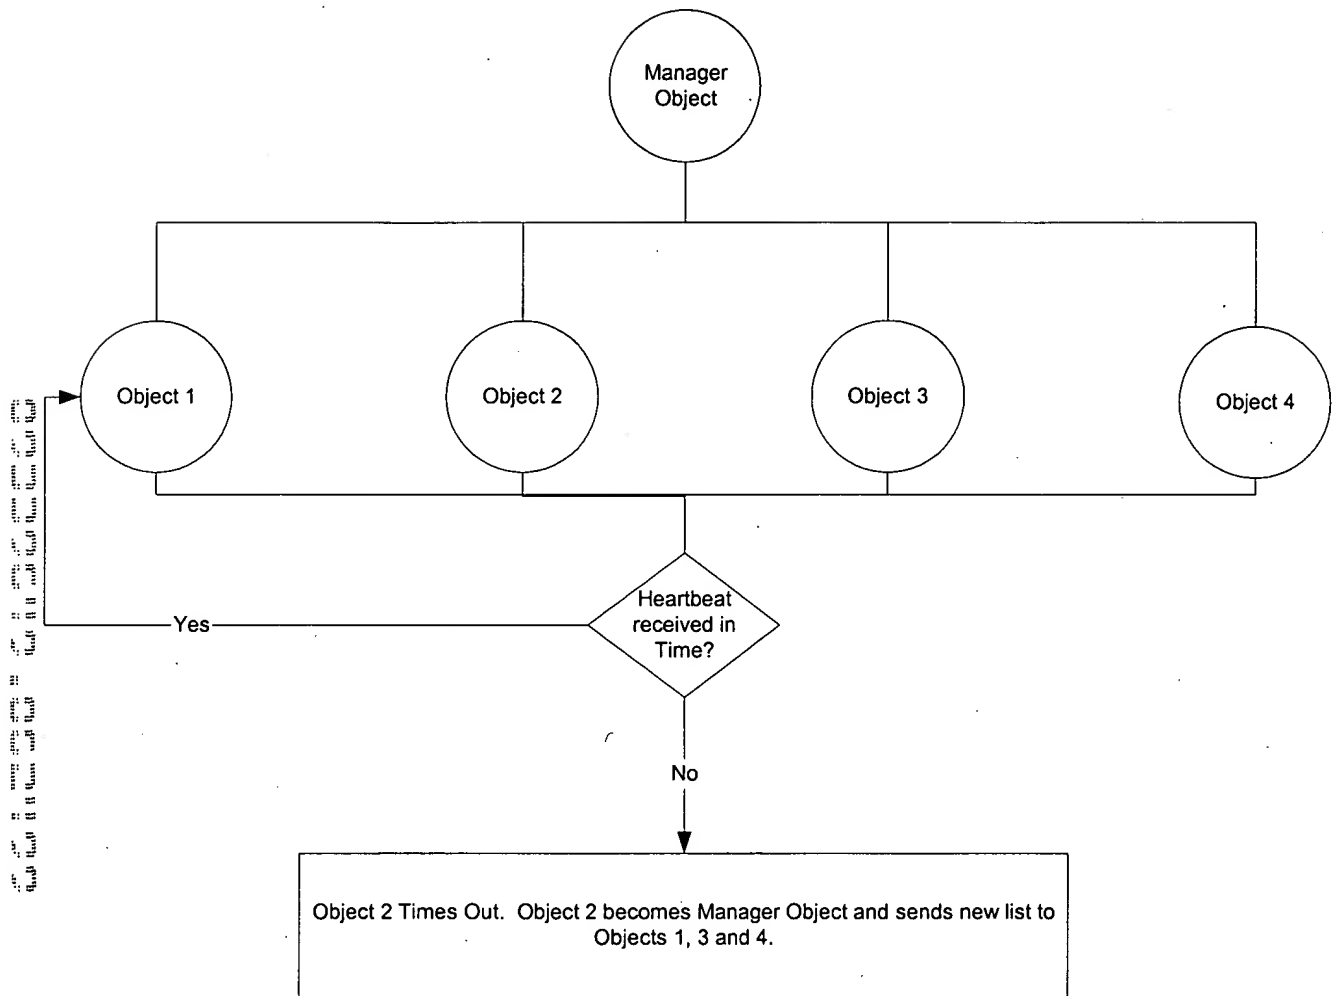 Manager
Object
Object 1
Object 2
Object 3
Object 4
Heartbeat
received in
Time?
Yes
No
Object 2 Times Out. Object 2 becomes Manager Object and sends new list to
Objects 1, 3 and 4.